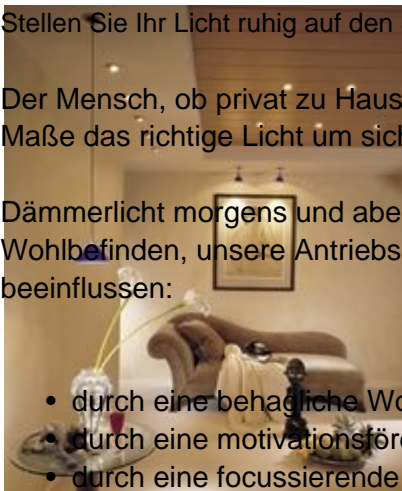 Stellen Sie Ihr Licht ruhig auf den
Der Mensch, ob privat zu Haus
Maße das richtige Licht um sich
Dämmerlicht morgens und abe
Wohlbefinden, unsere Antriebs
beeinflussen:
• durch eine behagliche Wo
• durch eine motivationsförd
• durch eine focussierende